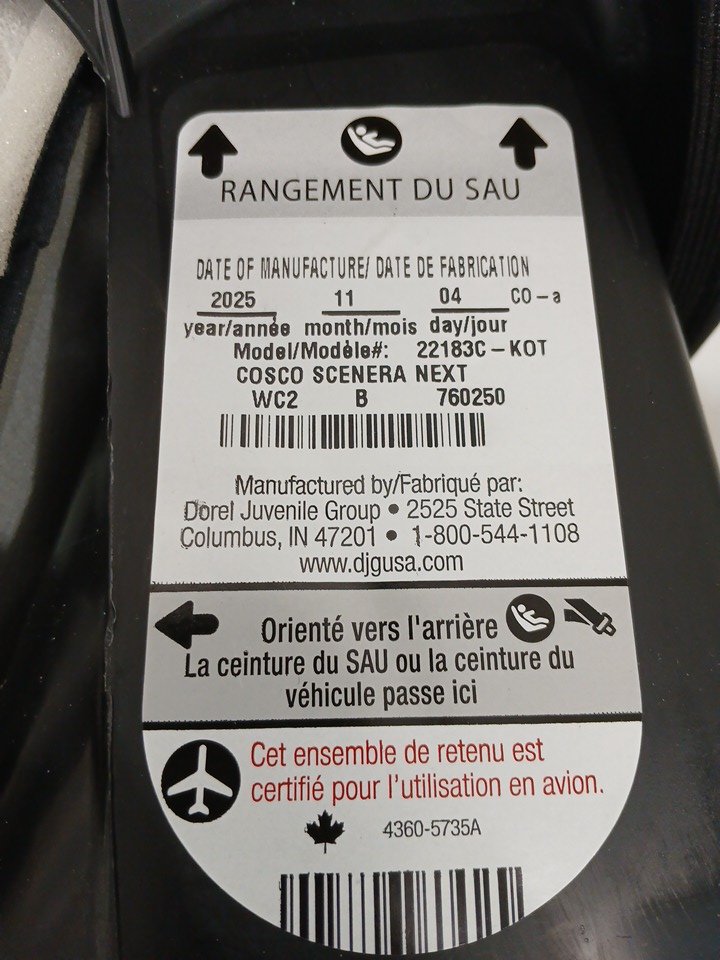 RANGEMENT DU SAU
DATE OF MANUFACTURE/ DATE DE FABRICATION
2025 11 04 CO-a
year/année month/mois day/jour
Model/Modèle#: 22183C-KOT
COSCO SCENERA NEXT
WC2 B 760250
Manufactured by/Fabriqué par:
Dorel Juvenile Group • 2525 State Street
Columbus, IN 47201 • 1-800-544-1108
www.djgusa.com
Orienté vers l'arrière
La ceinture du SAU ou la ceinture du
véhicule passe ici
Cet ensemble de retenu est
certifié pour l'utilisation en avion.
4360-5735A